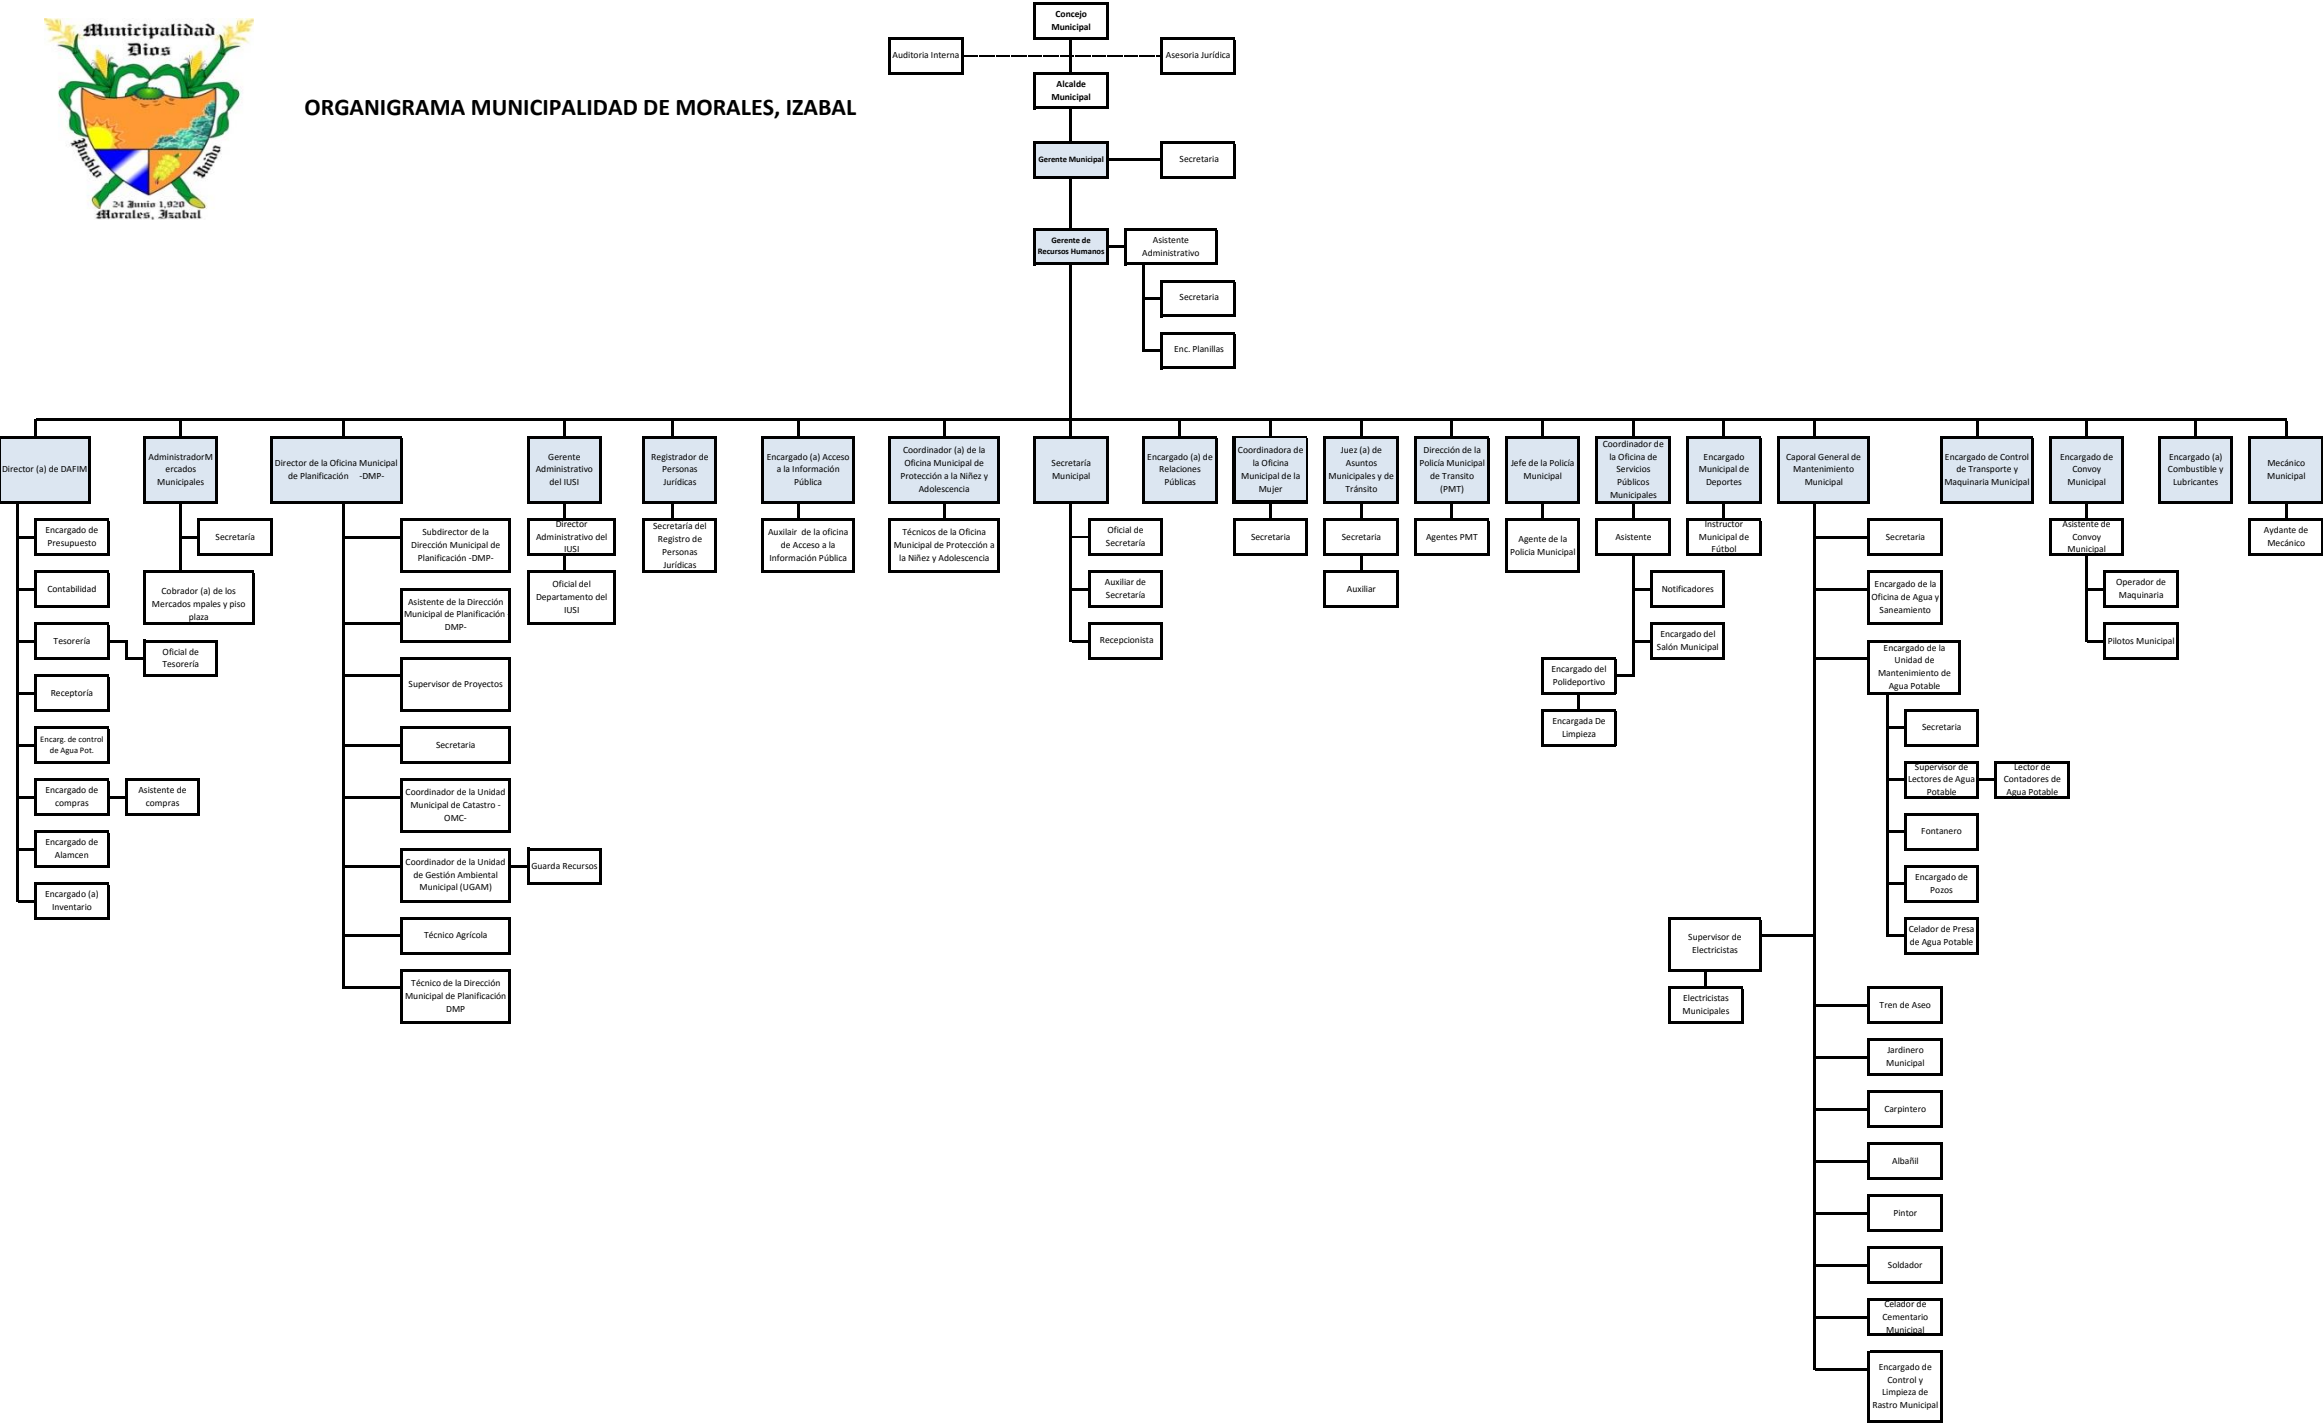 Municipalidad
Dios
Pueblo
Unido
24 Junio 1,920
Morales, Izabal
ORGANIGRAMA MUNICIPALIDAD DE MORALES, IZABAL
Concejo
Municipal
Auditoria Interna
Asesoria Jurídica
Alcalde
Municipal
Gerente Municipal
Secretaria
Gerente de
Recursos Humanos
Asistente
Administrativo
Secretaria
Enc. Planillas
Director (a) de DAFIM
AdministradorM
ercados
Municipales
Director de la Oficina Municipal
de Planificación -DMP-
Gerente
Administrativo
del IUSI
Registrador de
Personas
Jurídicas
Encargado (a) Acceso
a la Información
Pública
Coordinador (a) de la
Oficina Municipal de
Protección a la Niñez y
Adolescencia
Secretaría
Municipal
Encargado (a) de
Relaciones
Públicas
Coordinadora de
la Oficina
Municipal de la
Mujer
Juez (a) de
Asuntos
Municipales y de
Tránsito
Dirección de la
Policía Municipal
de Transito
(PMT)
Jefe de la Policía
Municipal
Coordinador de
la Oficina de
Servicios
Públicos
Municipales
Encargado
Municipal de
Deportes
Caporal General de
Mantenimiento
Municipal
Encargado de Control
de Transporte y
Maquinaria Municipal
Encargado de
Convoy
Municipal
Encargado (a)
Combustible y
Lubricantes
Mecánico
Municipal
Encargado de
Presupuesto
Contabilidad
Tesorería
Oficial de
Tesorería
Receptoría
Encarg. de control
de Agua Pot.
Encargado de
compras
Asistente de
compras
Encargado de
Alamcen
Encargado (a)
Inventario
Secretaría
Cobrador (a) de los
Mercados mpales y piso
plaza
Subdirector de la
Dirección Municipal de
Planificación -DMP-
Asistente de la Dirección
Municipal de Planificación
DMP-
Supervisor de Proyectos
Secretaria
Coordinador de la Unidad
Municipal de Catastro -
OMC-
Coordinador de la Unidad
de Gestión Ambiental
Municipal (UGAM)
Guarda Recursos
Técnico Agrícola
Técnico de la Dirección
Municipal de Planificación
DMP
Director
Administrativo del
IUSI
Oficial del
Departamento del
IUSI
Secretaría del
Registro de
Personas
Jurídicas
Auxilair de la oficina
de Acceso a la
Información Pública
Técnicos de la Oficina
Municipal de Protección a
la Niñez y Adolescencia
Oficial de
Secretaría
Auxiliar de
Secretaría
Recepcionista
Secretaria
Secretaria
Auxiliar
Agentes PMT
Agente de la
Policia Municipal
Asistente
Notificadores
Encargado del
Salón Municipal
Encargado del
Polideportivo
Encargada De
Limpieza
Instructor
Municipal de
Fútbol
Secretaria
Encargado de la
Oficina de Agua y
Saneamiento
Encargado de la
Unidad de
Mantenimiento de
Agua Potable
Secretaria
Supervisor de
Lectores de Agua
Potable
Lector de
Contadores de
Agua Potable
Fontanero
Encargado de
Pozos
Celador de Presa
de Agua Potable
Supervisor de
Electricistas
Electricistas
Municipales
Tren de Aseo
Jardinero
Municipal
Carpintero
Albañil
Pintor
Soldador
Celador de
Cementario
Municipal
Encargado de
Control y
Limpieza de
Rastro Municipal
Asistente de
Convoy
Municipal
Operador de
Maquinaria
Pilotos Municipal
Aydante de
Mecánico